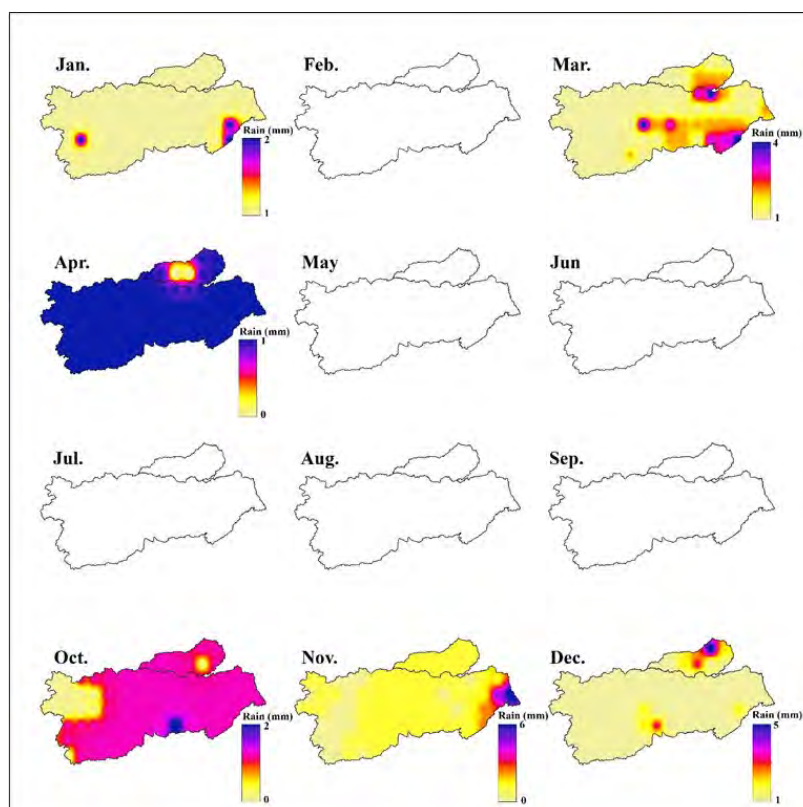 Jan.
Feb.
Mar.
Rain (mm)
2
1
Rain (mm)
4
1
Apr.
May
Jun
Rain (mm)
1
0
Jul.
Aug.
Sep.
Oct.
Nov.
Dec.
Rain (mm)
2
0
Rain (mm)
6
0
Rain (mm)
5
1